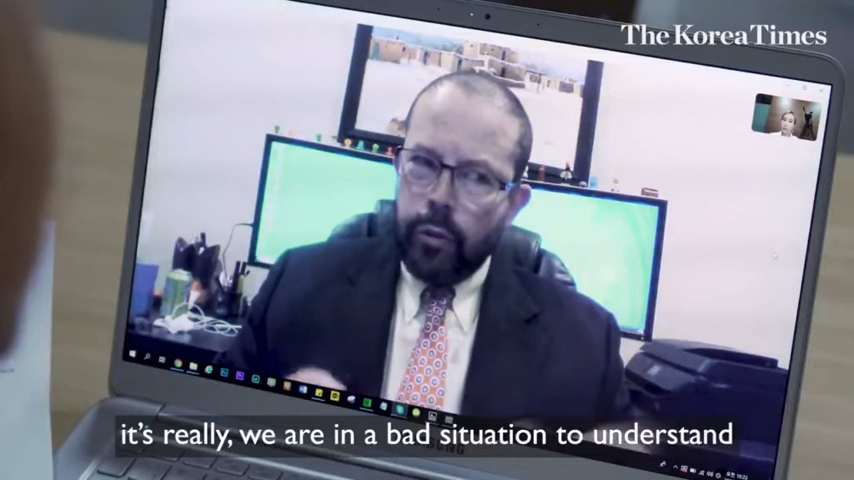 The Korea Times
it's really, we are in a bad situation to understand